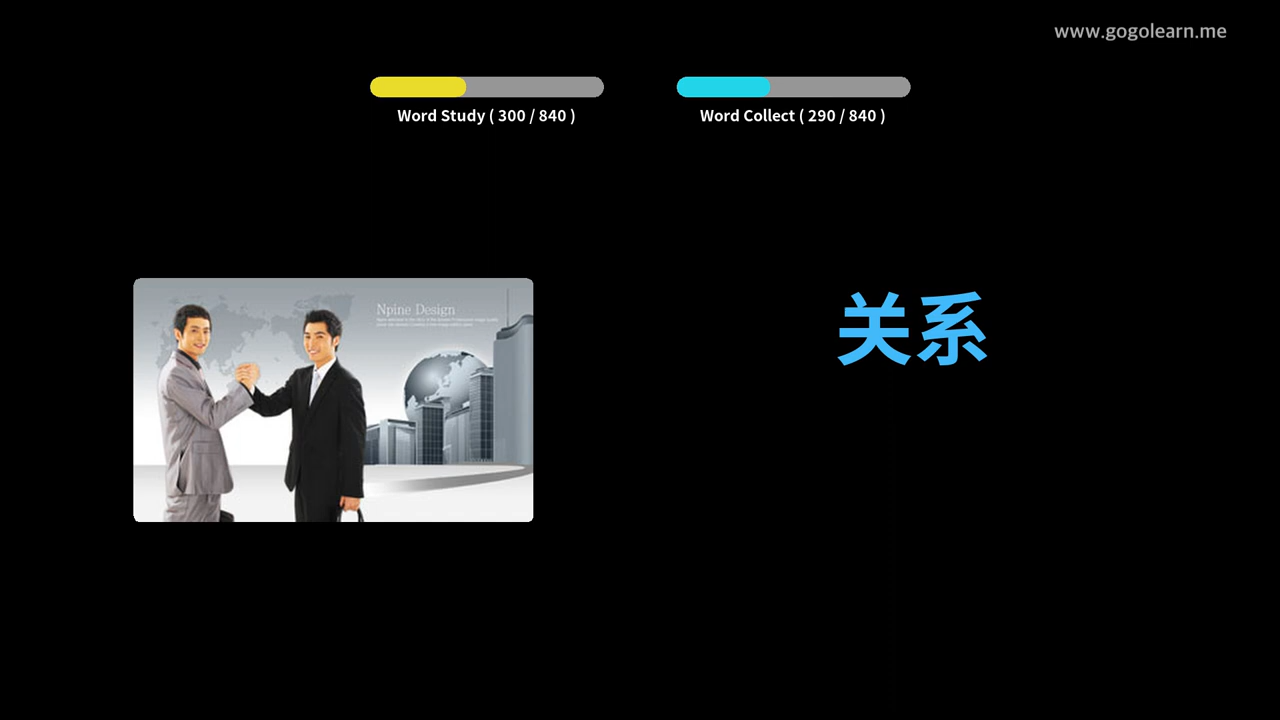 www.gogolearn.me
Word Study ( 300 / 840 )
Word Collect ( 290 / 840 )
Npine Design
关系